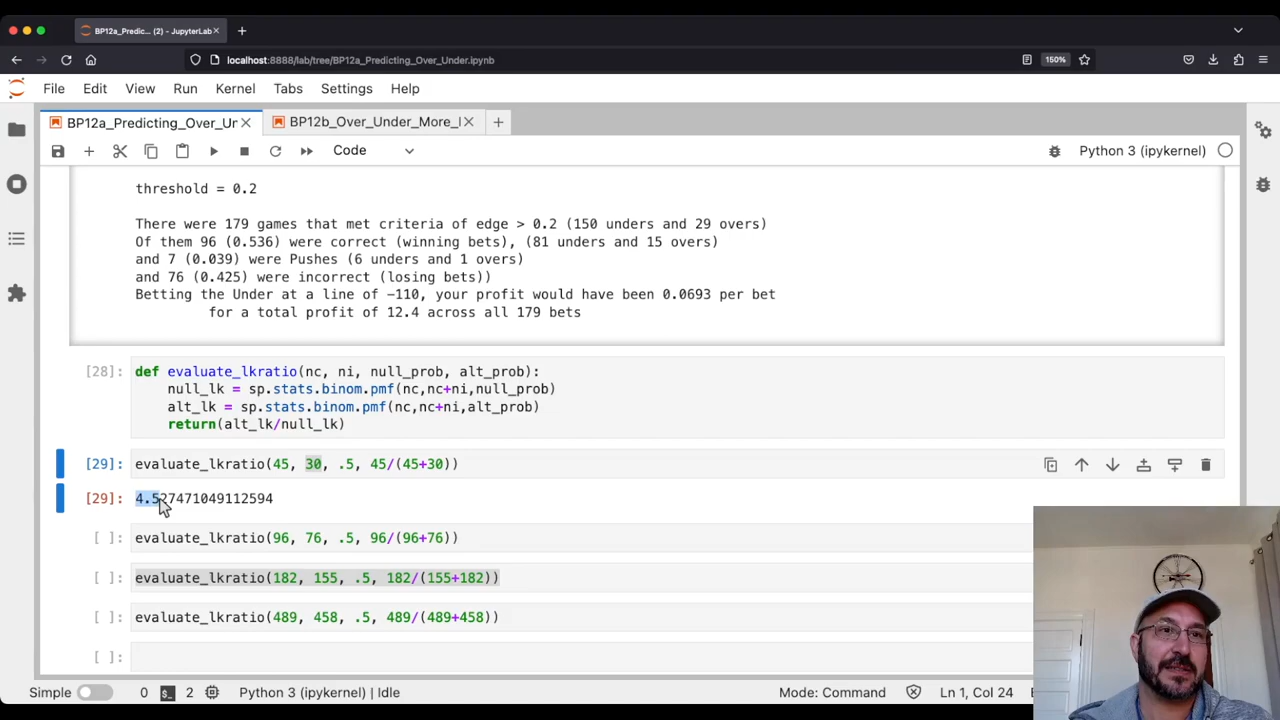 BP12a_Predic... (2) - JupyterLab
localhost:8888/lab/tree/BP12a_Predicting_Over_Under.ipynb
150%
File Edit View Run Kernel Tabs Settings Help
BP12a_Predicting_Over_Ur
BP12b_Over_Under_More_I
Code
Python 3 (ipykernel)
threshold = 0.2
There were 179 games that met criteria of edge > 0.2 (150 unders and 29 overs)
Of them 96 (0.536) were correct (winning bets), (81 unders and 15 overs)
and 7 (0.039) were Pushes (6 unders and 1 overs)
and 76 (0.425) were incorrect (losing bets))
Betting the Under at a line of -110, your profit would have been 0.0693 per bet
for a total profit of 12.4 across all 179 bets
[28]: def evaluate_lkratio(nc, ni, null_prob, alt_prob):
null_lk = sp.stats.binom.pmf(nc,nc+ni,null_prob)
alt_lk = sp.stats.binom.pmf(nc,nc+ni,alt_prob)
return(alt_lk/null_lk)
[29]: evaluate_lkratio(45, 30, .5, 45/(45+30))
[29]: 4.527471049112594
[ ]: evaluate_lkratio(96, 76, .5, 96/(96+76))
[ ]: evaluate_lkratio(182, 155, .5, 182/(155+182))
[ ]: evaluate_lkratio(489, 458, .5, 489/(489+458))
[ ]:
Simple 0 2 Python 3 (ipykernel) | Idle Mode: Command Ln 1, Col 24